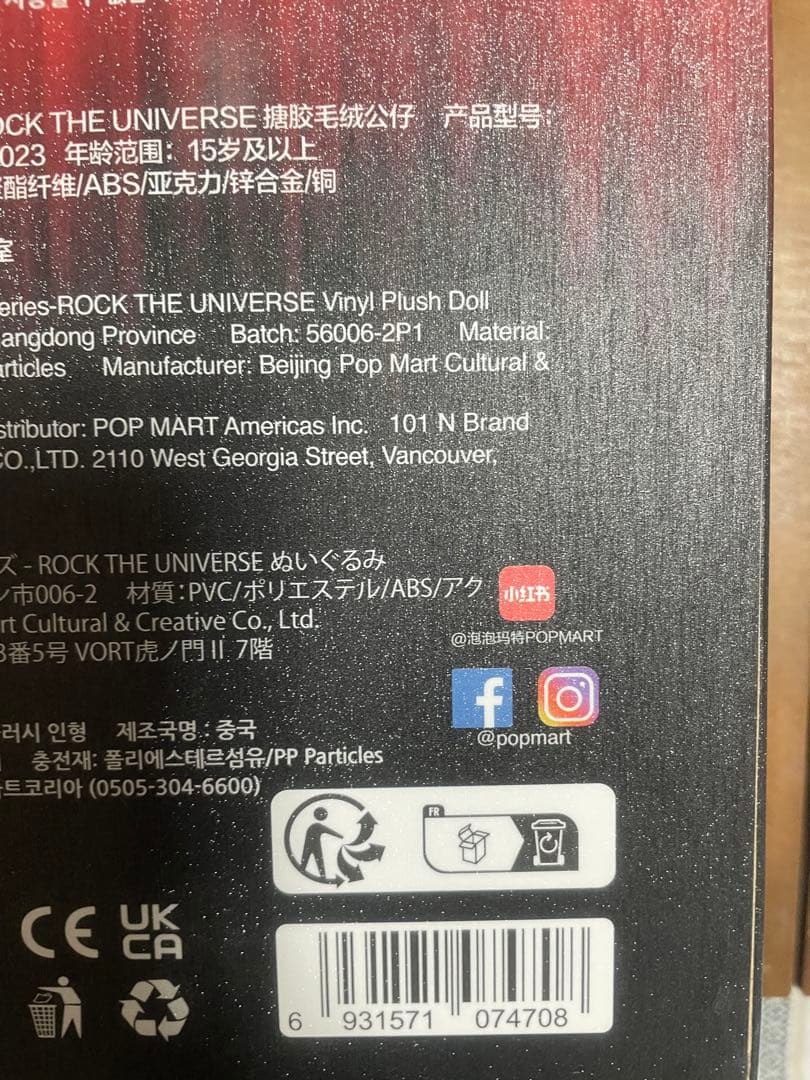 OCK THE UNIVERSE 搪胶毛绒公仔 产品型号:
023 年龄范围: 15岁及以上
酯纤维/ABS/亚克力/锌合金/铜
室
eries-ROCK THE UNIVERSE Vinyl Plush Doll
angdong Province Batch: 56006-2P1 Material:
articles Manufacturer: Beijing Pop Mart Cultural &
stributor: POP MART Americas Inc. 101 N Brand
CO.,LTD. 2110 West Georgia Street, Vancouver,
ズ - ROCK THE UNIVERSE ぬいぐるみ
ン市006-2 材質:PVC/ポリエステル/ABS/アク
rt Cultural & Creative Co., Ltd.
3番5号 VORT虎ノ門II 7階
小红书
@泡泡玛特POPMART
@popmart
러시 인형 제조국명 : 중국
충전재: 폴리에스테르섬유/PP Particles
트코리아 (0505-304-6600)
FR
CE UK
CA
6 931571 074708